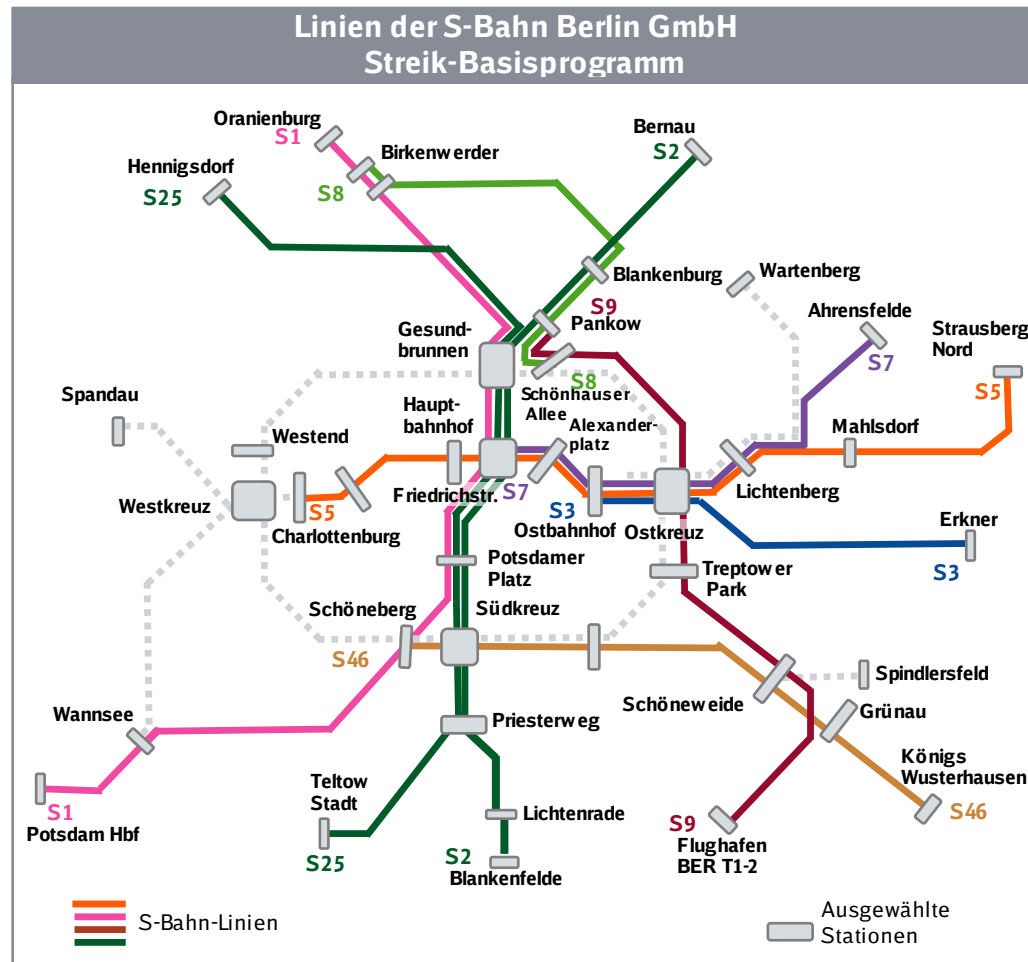 Linien der S-Bahn Berlin GmbH
Streik-Basisprogramm
Oranienburg
S1
Birkenwerder
S8
Hennigsdorf
S25
Bernau
S2
Blankenburg
S9
Pankow
Wartenberg
Ahrensfelde
S7
Strausberg
Nord
S5
Gesund-
brunnen
S8
Schönhauser
Allee
Spandau
Westend
Haupt-
bahnhof
Alexander-
platz
Mahlsdorf
Westkreuz
S5
Charlottenburg
Friedrichstr.
S7
S3
Ostbahnhof
Ostkreuz
Lichtenberg
Erkner
S3
Potsdamer
Platz
Treptower
Park
Schöneberg
S46
Südkreuz
Spindlersfeld
Schöneweide
Grünau
Wannsee
Priesterweg
Königs
Wusterhausen
S46
S1
Potsdam Hbf
Teltow
Stadt
S25
Lichtenrade
S2
Blankenfelde
S9
Flughafen
BER T1-2
S-Bahn-Linien
Ausgewählte
Stationen